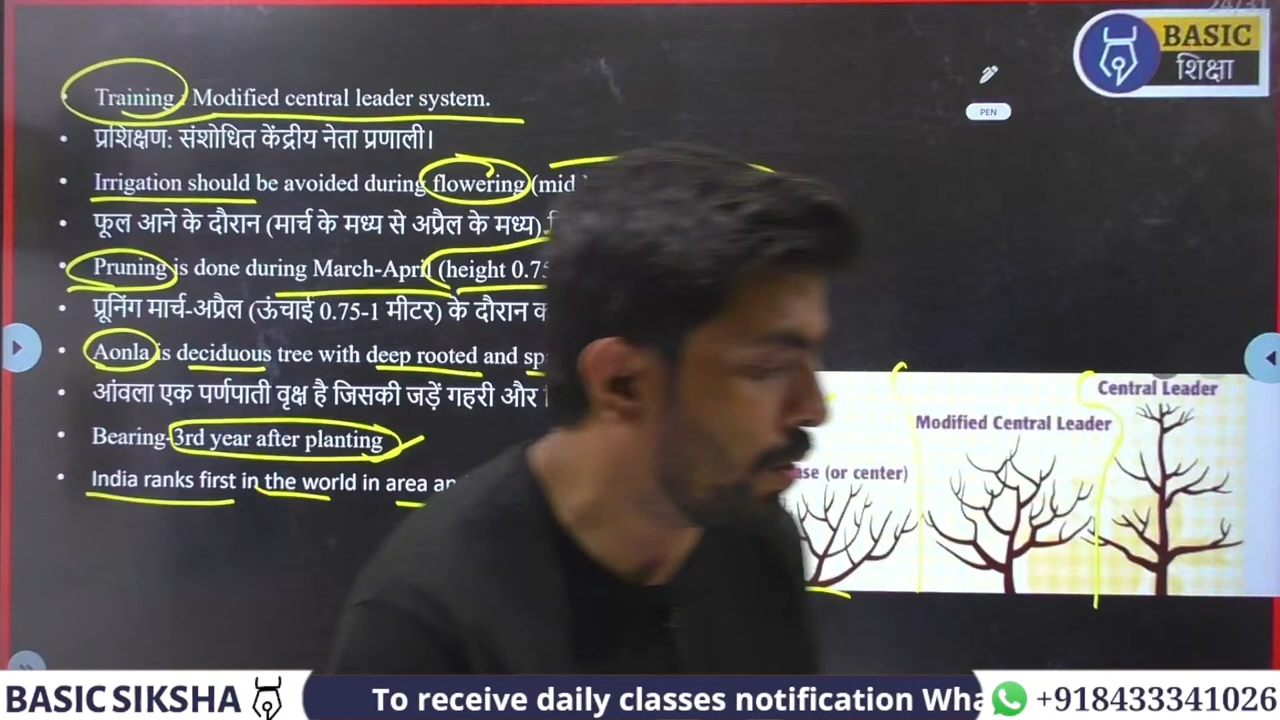 BASIC
शिक्षा
PEN
Training : Modified central leader system.
प्रशिक्षण: संशोधित केंद्रीय नेता प्रणाली।
Irrigation should be avoided during flowering (mid
फूल आने के दौरान (मार्च के मध्य से अप्रैल के मध्य)
Pruning is done during March-April (height 0.75
प्रूनिंग मार्च-अप्रैल (ऊंचाई 0.75-1 मीटर) के दौरान
Aonla is deciduous tree with deep rooted and
आंवला एक पर्णपाती वृक्ष है जिसकी जड़ें गहरी और
Bearing-3rd year after planting
India ranks first in the world in area
Central Leader
Modified Central Leader
(or center)
BASIC SIKSHA
To receive daily classes notification
+918433341026